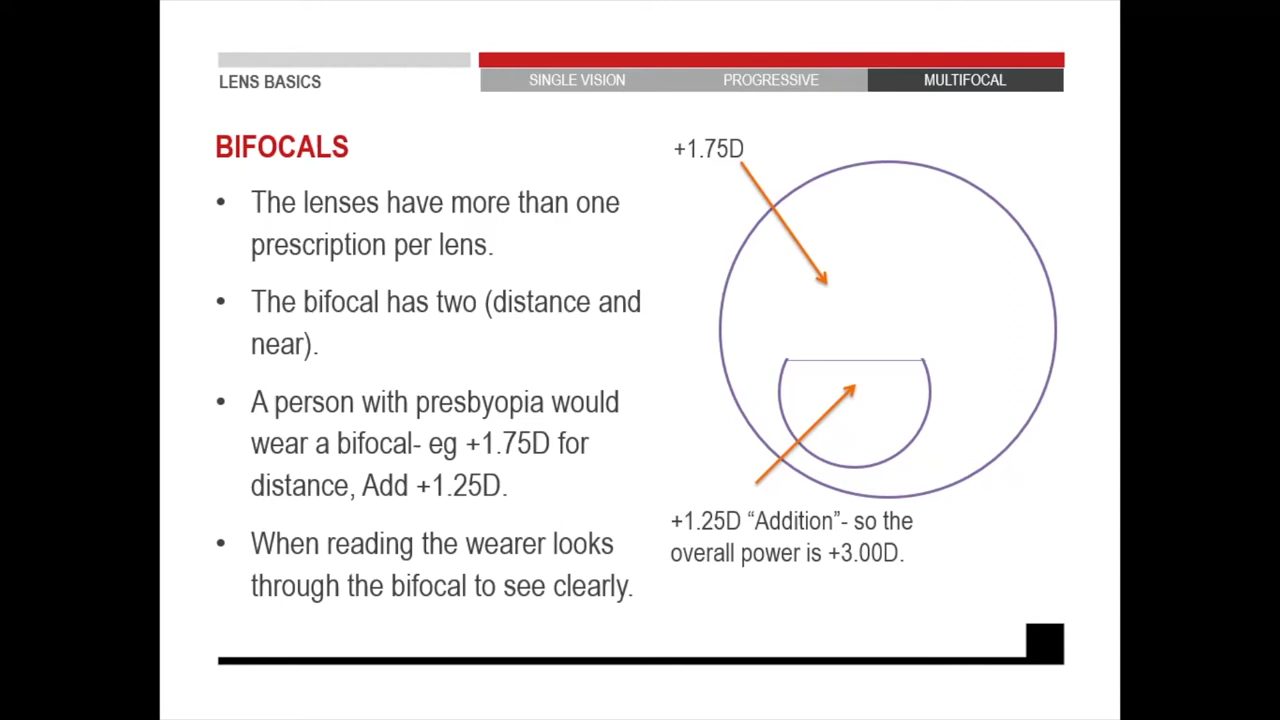 LENS BASICS
SINGLE VISION
PROGRESSIVE
MULTIFOCAL
BIFOCALS
• The lenses have more than one
prescription per lens.
• The bifocal has two (distance and
near).
• A person with presbyopia would
wear a bifocal- eg +1.75D for
distance, Add +1.25D.
• When reading the wearer looks
through the bifocal to see clearly.
+1.75D
+1.25D “Addition”- so the
overall power is +3.00D.